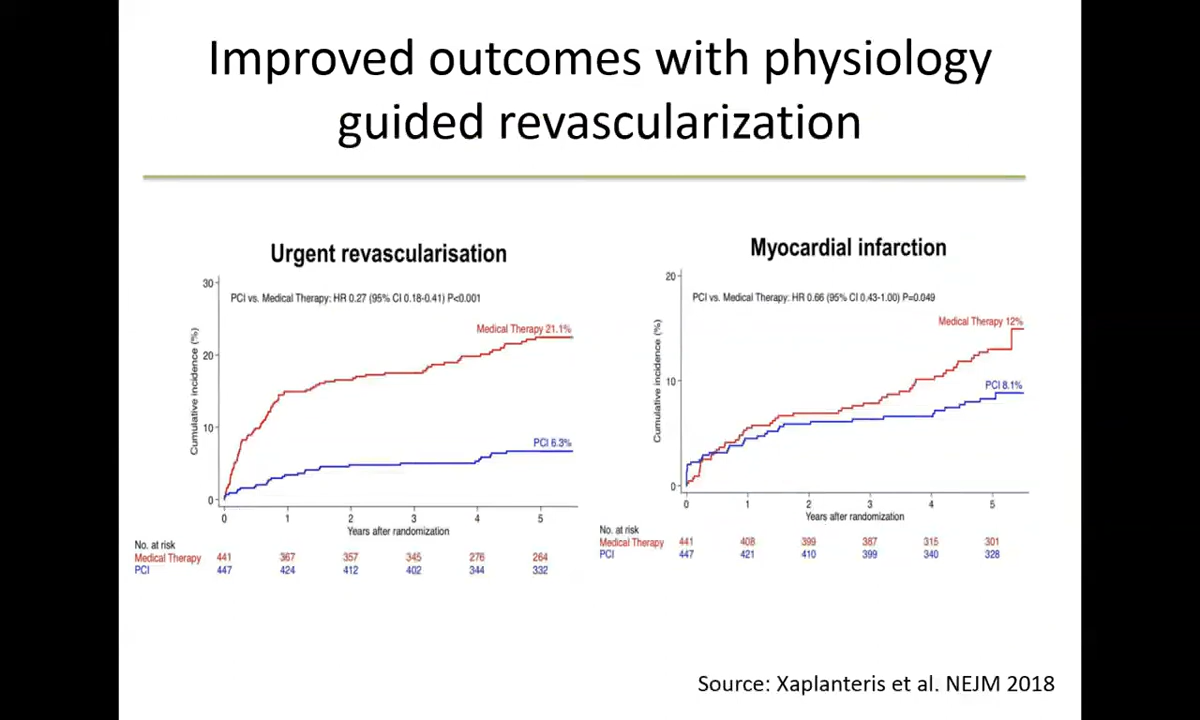 Improved outcomes with physiology
guided revascularization
Urgent revascularisation
30
20
10
0
Cumulative incidence (%)
PCI vs. Medical Therapy: HR 0.27 (95% CI 0.18-0.41) P<0.001
Medical Therapy 21.1%
PCI 6.3%
0 1 2 3 4 5
Years after randomization
No. at risk
Medical Therapy 441 367 357 345 276 264
PCI 447 424 412 402 344 332
Myocardial infarction
20
10
0
Cumulative incidence (%)
PCI vs. Medical Therapy: HR 0.66 (95% CI 0.43-1.00) P=0.049
Medical Therapy 12%
PCI 8.1%
0 1 2 3 4 5
Years after randomization
No. at risk
Medical Therapy 441 408 399 387 315 301
PCI 447 421 410 399 340 328
Source: Xaplanteris et al. NEJM 2018